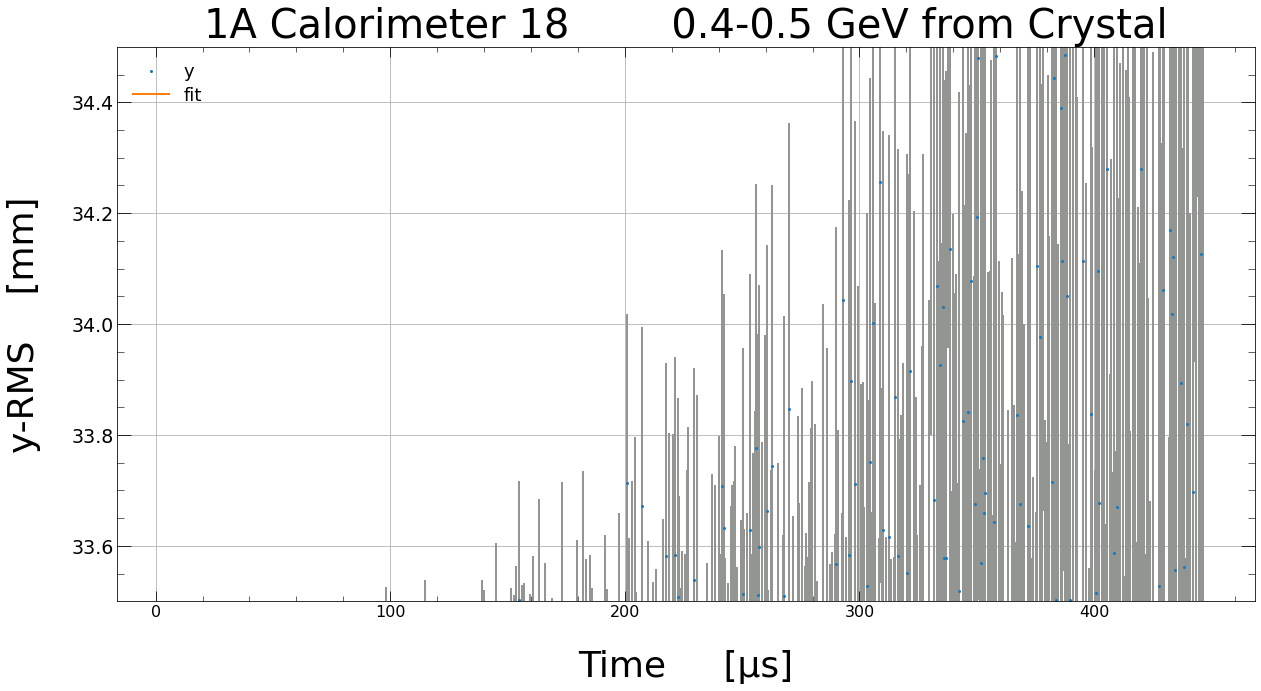 1A Calorimeter 18 0.4-0.5 GeV from Crystal
y
fit
34.4
34.2
34.0
33.8
33.6
y-RMS [mm]
0 100 200 300 400
Time [μs]